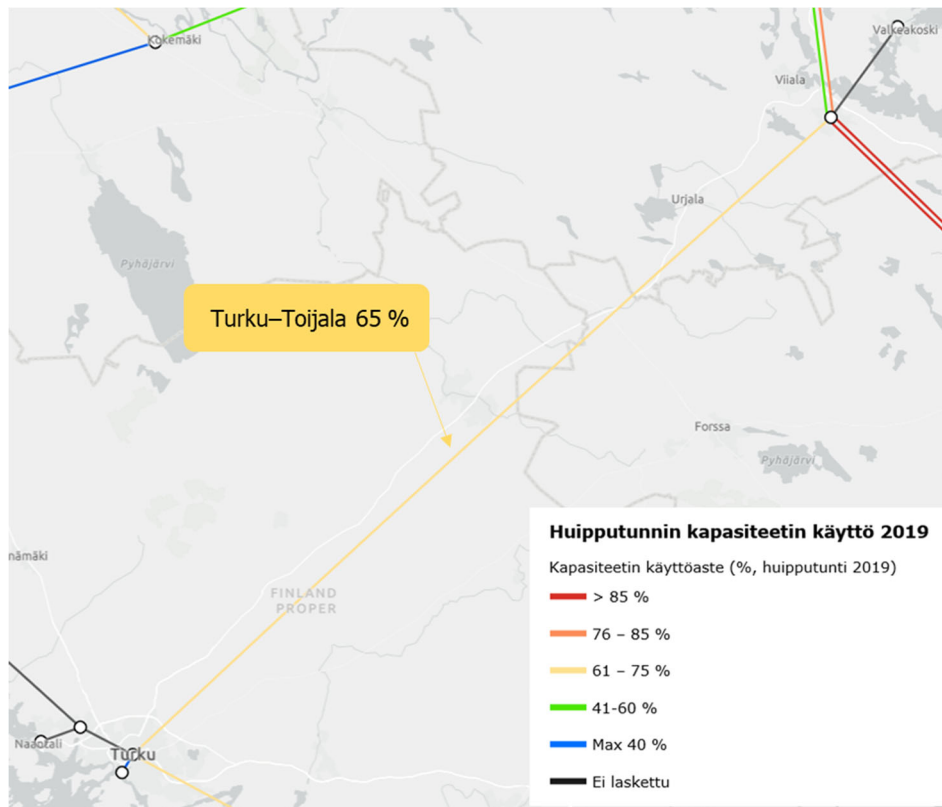 Kokemäki
Valkeakoski
Viiala
Urjala
Pyhäjärvi
Turku–Toijala 65 %
Forssa
Pyhäjärvi
nämäki
FINLAND
PROPER
Naantali
Turku
Huipputunnin kapasiteetin käyttö 2019
Kapasiteetin käyttöaste (%, huipputunti 2019)
> 85 %
76 – 85 %
61 – 75 %
41-60 %
Max 40 %
Ei laskettu